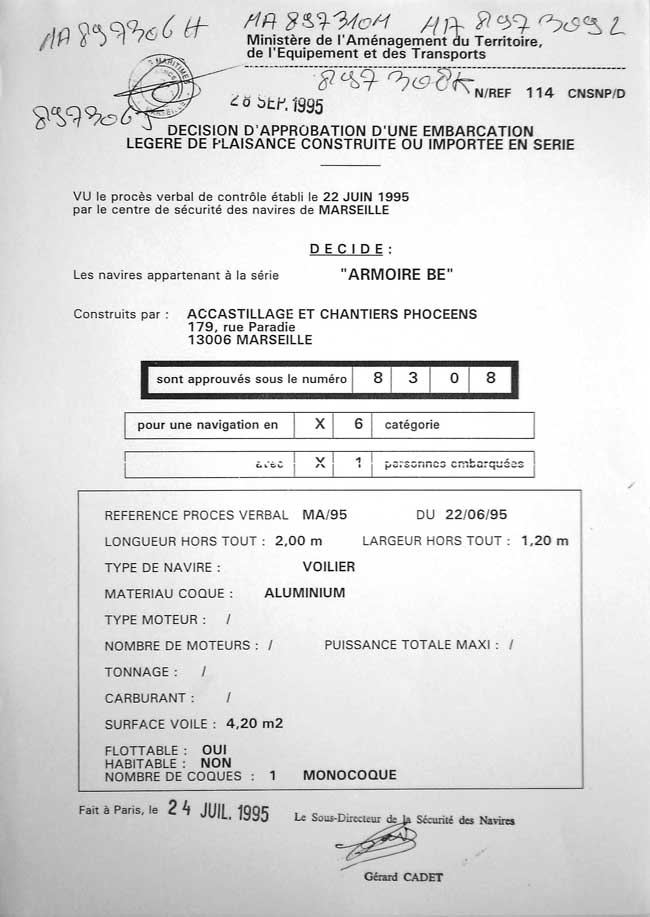 MA 897306 H MA 897310M MA 897309L
Ministère de l'Aménagement du Territoire,
de l'Equipement et des Transports
897308K N/REF 114 CNSNP/D
28 SEP. 1995
897306J
DECISION D'APPROBATION D'UNE EMBARCATION
LEGERE DE PLAISANCE CONSTRUITE OU IMPORTEE EN SERIE
VU le procès verbal de contrôle établi le 22 JUIN 1995
par le centre de sécurité des navires de MARSEILLE
DECIDE :
Les navires appartenant à la série "ARMOIRE BE"
Construits par : ACCASTILLAGE ET CHANTIERS PHOCEENS
179, rue Paradie
13006 MARSEILLE
sont approuvés sous le numéro 8 3 0 8
pour une navigation en X 6 catégorie
avec X 1 personnes embarquées
REFERENCE PROCES VERBAL MA/95 DU 22/06/95
LONGUEUR HORS TOUT : 2,00 m LARGEUR HORS TOUT : 1,20 m
TYPE DE NAVIRE : VOILIER
MATERIAU COQUE : ALUMINIUM
TYPE MOTEUR : /
NOMBRE DE MOTEURS : / PUISSANCE TOTALE MAXI : /
TONNAGE : /
CARBURANT : /
SURFACE VOILE : 4,20 m2
FLOTTABLE : OUI
HABITABLE : NON
NOMBRE DE COQUES : 1 MONOCOQUE
Fait à Paris, le 24 JUIL. 1995 Le Sous-Directeur de la Sécurité des Navires
Gérard CADET